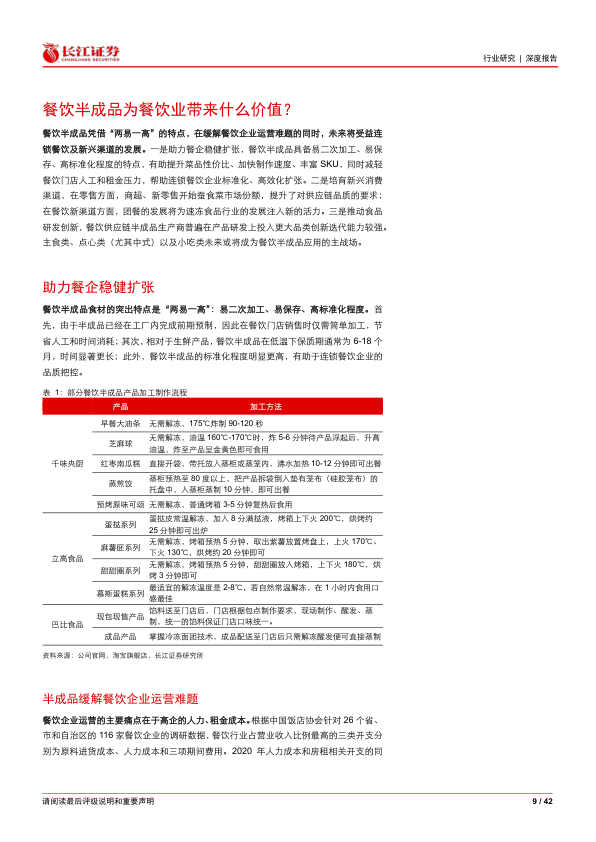 长江证券
CHANGJIANG SECURITIES
行业研究 | 深度报告
餐饮半成品为餐饮业带来什么价值？
餐饮半成品凭借“两易一高”的特点，在缓解餐饮企业运营难题的同时，未来将受益连
锁餐饮及新兴渠道的发展。一是助力餐企稳健扩张，餐饮半成品具备易二次加工、易保
存、高标准化程度的特点，有助提升菜品性价比、加快制作速度、丰富 SKU，同时减轻
餐饮门店人工和租金压力，帮助连锁餐饮企业标准化、高效化扩张。二是培育新兴消费
渠道，在零售方面，商超、新零售开始蚕食菜市场份额，提升了对供应链品质的要求；
在餐饮新渠道方面，团餐的发展将为速冻食品行业的发展注入新的活力。三是推动食品
研发创新，餐饮供应链半成品生产商普遍在产品研发上投入更大品类创新迭代能力较强。
主食类、点心类（尤其中式）以及小吃类未来或将成为餐饮半成品应用的主战场。
助力餐企稳健扩张
餐饮半成品食材的突出特点是“两易一高”：易二次加工、易保存、高标准化程度。首
先，由于半成品已经在工厂内完成前期预制，因此在餐饮门店销售时仅需简单加工，节
省人工和时间消耗；其次，相对于生鲜产品，餐饮半成品在低温下保质期通常为 6-18 个
月，时间显著更长；此外，餐饮半成品的标准化程度明显更高，有助于连锁餐饮企业的
品质把控。
表 1：部分餐饮半成品产品加工制作流程
产品 加工方法
千味央厨
早餐大油条 无需解冻，175℃炸制 90-120 秒
芝麻球 无需解冻，油温 160℃-170℃时，炸 5-6 分钟待产品浮起后，升高
油温，炸至产品呈金黄色即可食用
红枣南瓜糕 直接开袋，带托放入蒸柜或蒸笼内，沸水加热 10-12 分钟即可出餐
蒸煎饺 蒸柜预热至 80 度以上，把产品拆袋倒入垫有笼布（硅胶笼布）的
托盘中，入蒸柜蒸制 10 分钟，即可出餐
预烤原味可颂 无需解冻，普通烤箱 3-5 分钟复热后食用
立高食品
蛋挞系列 蛋挞皮常温解冻，加入 8 分满挞液，烤箱上下火 200℃，烘烤约
25 分钟即可出炉
麻薯胚系列 无需解冻，烤箱预热 5 分钟，取出紫薯放置烤盘上，上火 170℃、
下火 130℃，烘烤约 20 分钟即可
甜甜圈系列 无需解冻，烤箱预热 5 分钟，甜甜圈放入烤箱，上下火 180℃，烘
烤 3 分钟即可
慕斯蛋糕系列 最适宜的解冻温度是 2-8℃，若自然常温解冻，在 1 小时内食用口
感最佳
巴比食品
现包现售产品 馅料送至门店后，门店根据包点制作要求，现场制作、醒发、蒸
制，统一的馅料保证门店口味统一。
成品产品 掌握冷冻面团技术，成品配送至门店后只需解冻醒发便可直接蒸制
资料来源：公司官网，淘宝旗舰店，长江证券研究所
半成品缓解餐饮企业运营难题
餐饮企业运营的主要痛点在于高企的人力、租金成本。根据中国饭店协会针对 26 个省、
市和自治区的 116 家餐饮企业的调研数据，餐饮行业占营业收入比例最高的三类开支分
别为原料进货成本、人力成本和三项期间费用。2020 年人力成本和房租相关开支的同
请阅读最后评级说明和重要声明
9 / 42